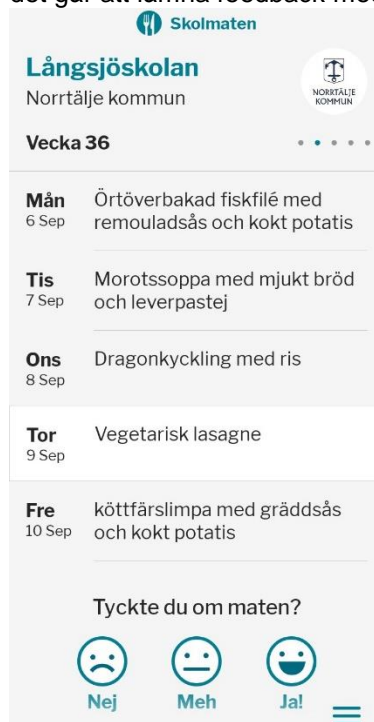 Skolmaten
Långsjöskolan
Norrtälje kommun
NORRTÄLJE
KOMMUN
Vecka 36
Mån
6 Sep
Örtöverbakad fiskfilé med
remouladsås och kokt potatis
Tis
7 Sep
Morotssoppa med mjukt bröd
och leverpastej
Ons
8 Sep
Dragonkyckling med ris
Tor
9 Sep
Vegetarisk lasagne
Fre
10 Sep
köttfärslimpa med gräddsås
och kokt potatis
Tyckte du om maten?
Nej Meh Ja!